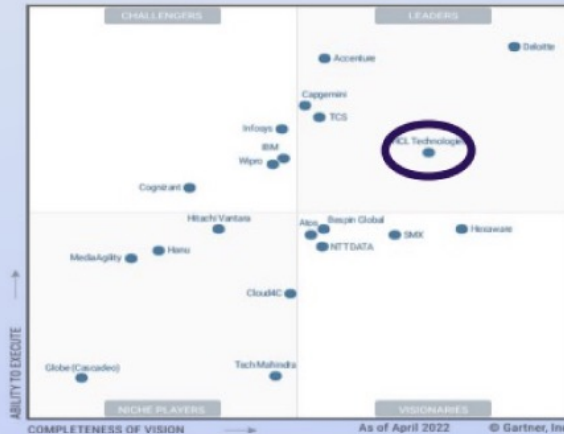 CHALLENGERS
LEADERS
Deloitte
Accenture
Capgemini
TCS
Infosys
HCL Technologies
IBM
Wipro
Cognizant
Hitachi Vantara
Atos
Bespin Global
SMX
Hexaware
NTT DATA
Hanu
MediaAgility
Cloud4C
Globe (Cascadeo)
Tech Mahindra
NICHE PLAYERS
VISIONARIES
ABILITY TO EXECUTE
COMPLETENESS OF VISION
As of April 2022
© Gartner, Inc